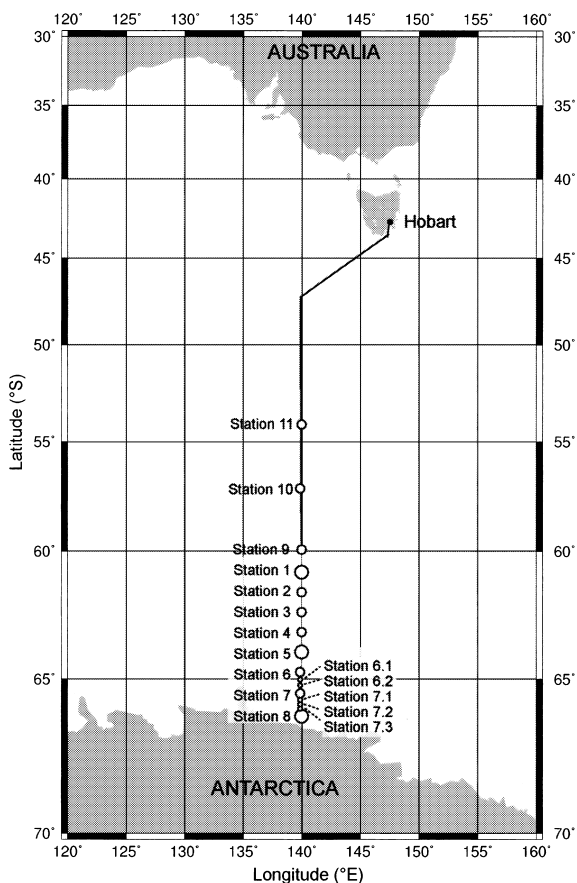 120° 125° 130° 135° 140° 145° 150° 155° 160°
30° 30°
AUSTRALIA
35° 35°
40° 40°
Hobart
45° 45°
50° 50°
Station 11
55° 55°
Station 10
Station 9
60° 60°
Station 1
Station 2
Station 3
Station 4
Station 5
Station 6 Station 6.1
65° Station 6.2 65°
Station 7 Station 7.1
Station 7.2
Station 8 Station 7.3
ANTARCTICA
70° 70°
120° 125° 130° 135° 140° 145° 150° 155° 160°
Latitude (°S)
Longitude (°E)